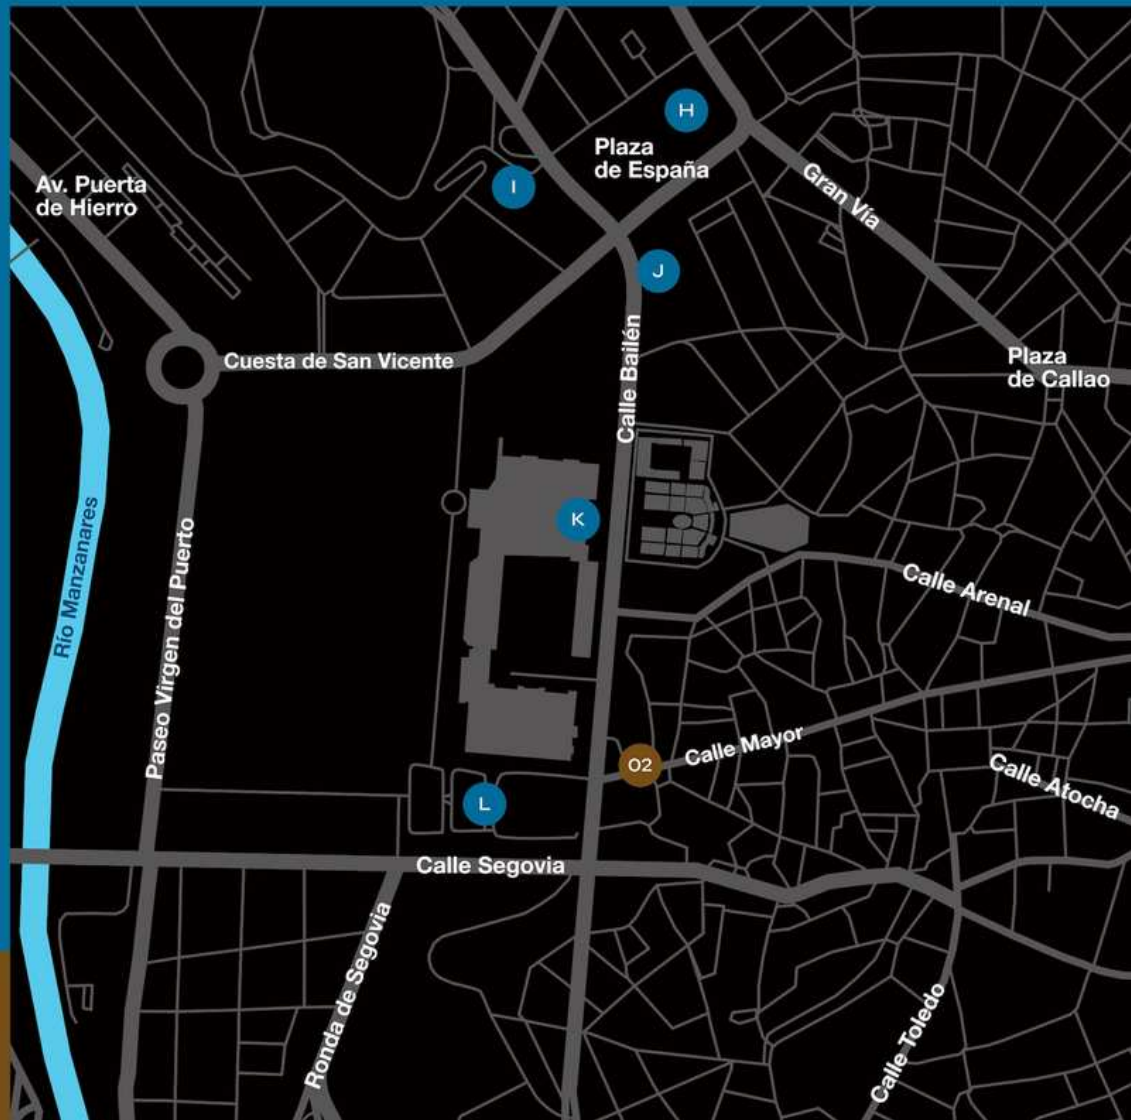 H
Plaza
de España
I
Av. Puerta
de Hierro
Gran Vía
J
Calle Bailén
Cuesta de San Vicente
Plaza
de Callao
K
Río Manzanares
Paseo Virgen del Puerto
Calle Arenal
Calle Mayor
02
Calle Atocha
L
Calle Segovia
Ronda de Segovia
Calle Toledo